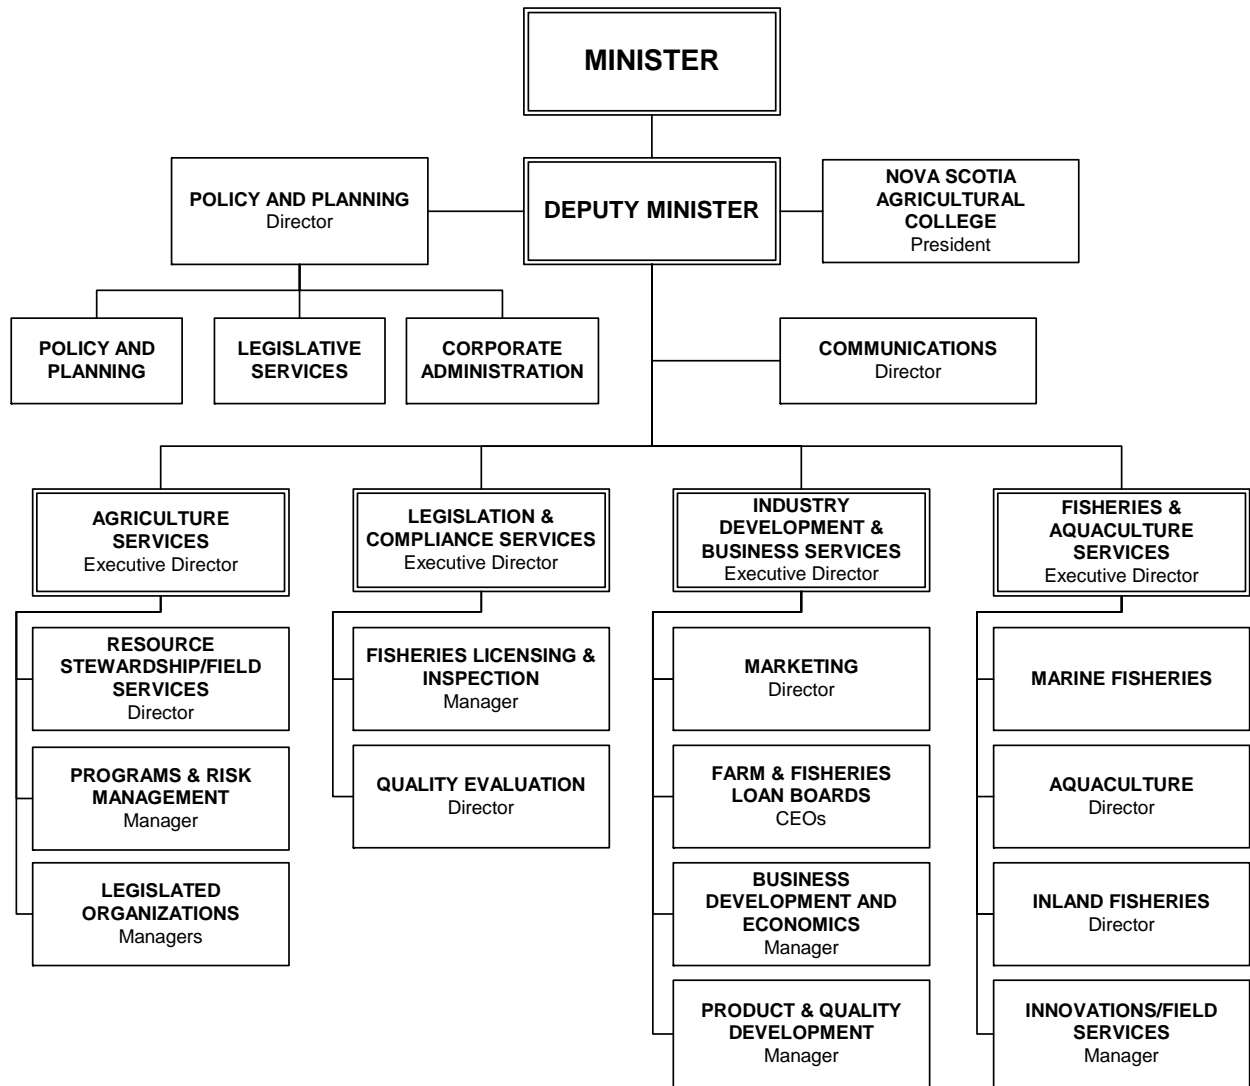 MINISTER
POLICY AND PLANNING
Director
DEPUTY MINISTER
NOVA SCOTIA
AGRICULTURAL
COLLEGE
President
POLICY AND
PLANNING
LEGISLATIVE
SERVICES
CORPORATE
ADMINISTRATION
COMMUNICATIONS
Director
AGRICULTURE
SERVICES
Executive Director
LEGISLATION &
COMPLIANCE SERVICES
Executive Director
INDUSTRY
DEVELOPMENT &
BUSINESS SERVICES
Executive Director
FISHERIES &
AQUACULTURE
SERVICES
Executive Director
RESOURCE
STEWARDSHIP/FIELD
SERVICES
Director
FISHERIES LICENSING &
INSPECTION
Manager
MARKETING
Director
MARINE FISHERIES
PROGRAMS & RISK
MANAGEMENT
Manager
QUALITY EVALUATION
Director
FARM & FISHERIES
LOAN BOARDS
CEOs
AQUACULTURE
Director
LEGISLATED
ORGANIZATIONS
Managers
BUSINESS
DEVELOPMENT AND
ECONOMICS
Manager
INLAND FISHERIES
Director
PRODUCT & QUALITY
DEVELOPMENT
Manager
INNOVATIONS/FIELD
SERVICES
Manager